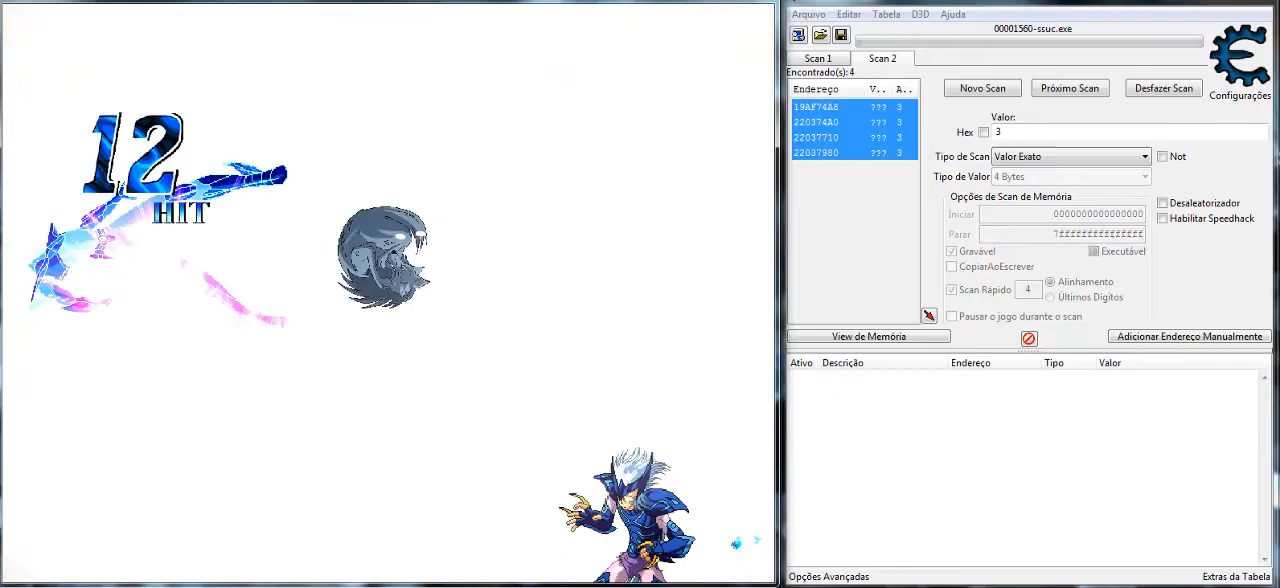 12
HIT
Arquivo Editar Tabela D3D Ajuda
00001560-ssuc.exe
Scan 1 Scan 2
Encontrado(s): 4
Endereço V.. A..
19AF74A8 ??? 3
220374A0 ??? 3
22037710 ??? 3
22037980 ??? 3
Novo Scan Próximo Scan Desfazer Scan
Configurações
Valor:
Hex 3
Tipo de Scan Valor Exato Not
Tipo de Valor 4 Bytes
Opções de Scan de Memória
Iniciar 0000000000000000
Desaleatorizador
Habilitar Speedhack
Parar 7fffffffffffffff
Gravável Executável
CopiarAoEscrever
Scan Rápido 4 Alinhamento
Últimos Dígitos
Pausar o jogo durante o scan
View de Memória Adicionar Endereço Manualmente
Ativo Descrição Endereço Tipo Valor
Opções Avançadas Extras da Tabela